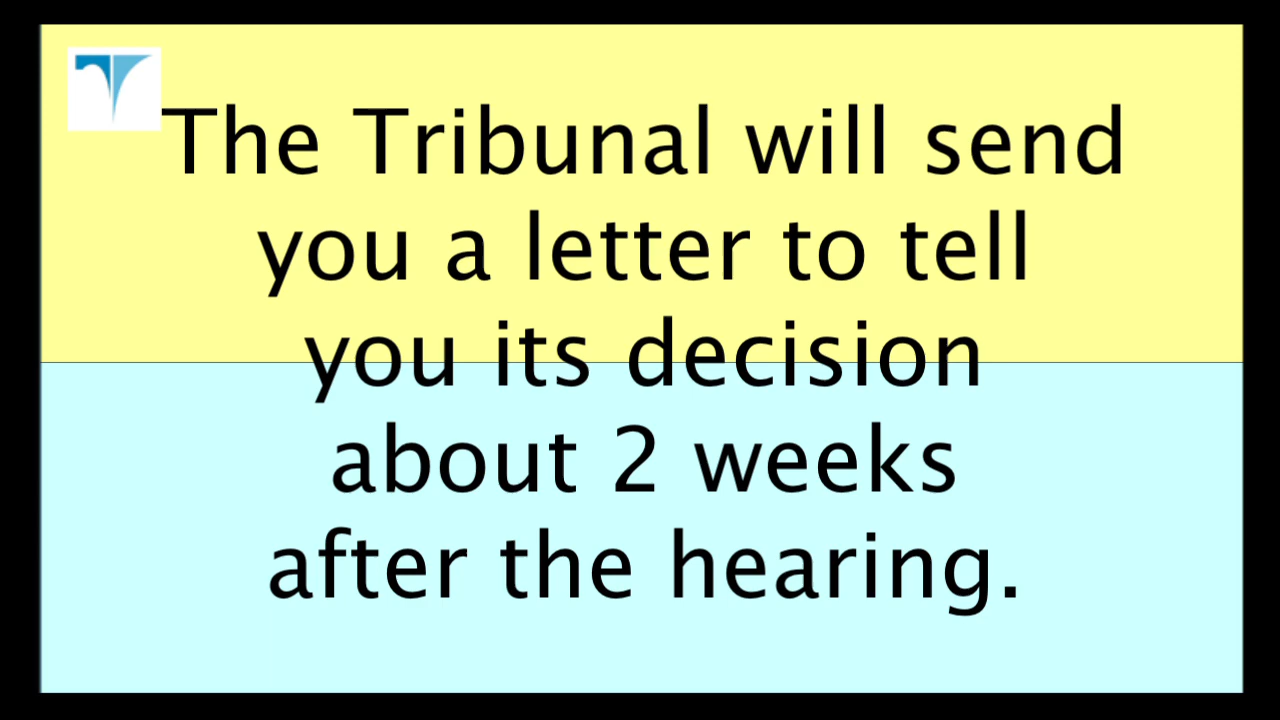 The Tribunal will send
you a letter to tell
you its decision
about 2 weeks
after the hearing.